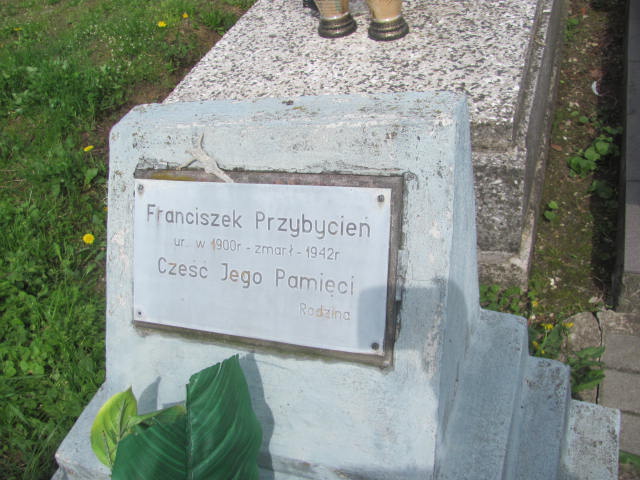 Franciszek Przybycień
ur. w 1900r - zmarł - 1942r
Cześć Jego Pamięci
Rodzina